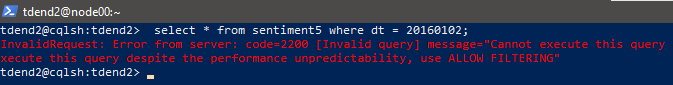 tdend2@node00:~
tdend2@cqlsh:tdend2>  select * from sentiment5 where dt = 20160102;
InvalidRequest: Error from server: code=2200 [Invalid query] message="Cannot execute this query
xecute this query despite the performance unpredictability, use ALLOW FILTERING"
tdend2@cqlsh:tdend2>